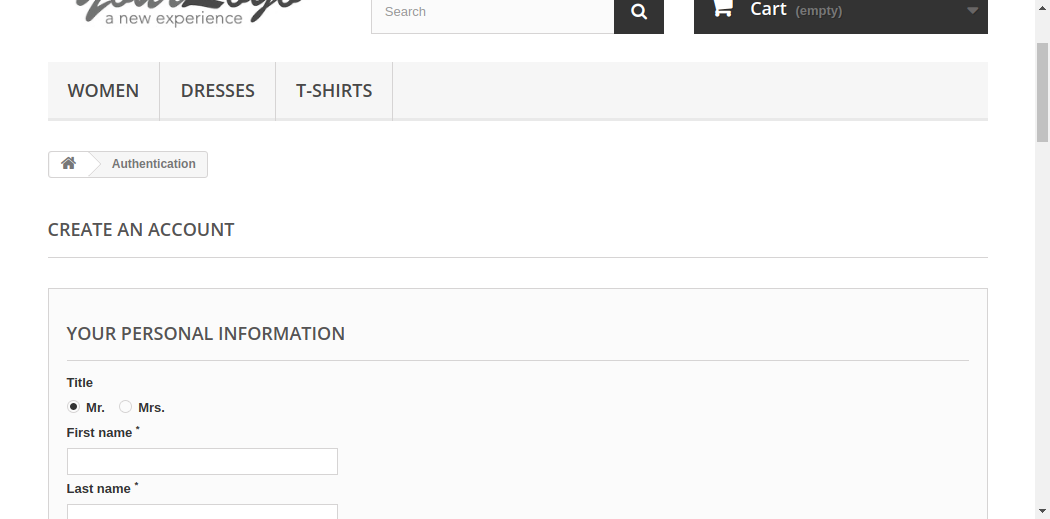 a new experience
Search
Cart (empty)
WOMEN DRESSES T-SHIRTS
Authentication
CREATE AN ACCOUNT
YOUR PERSONAL INFORMATION
Title
Mr. Mrs.
First name *
Last name *